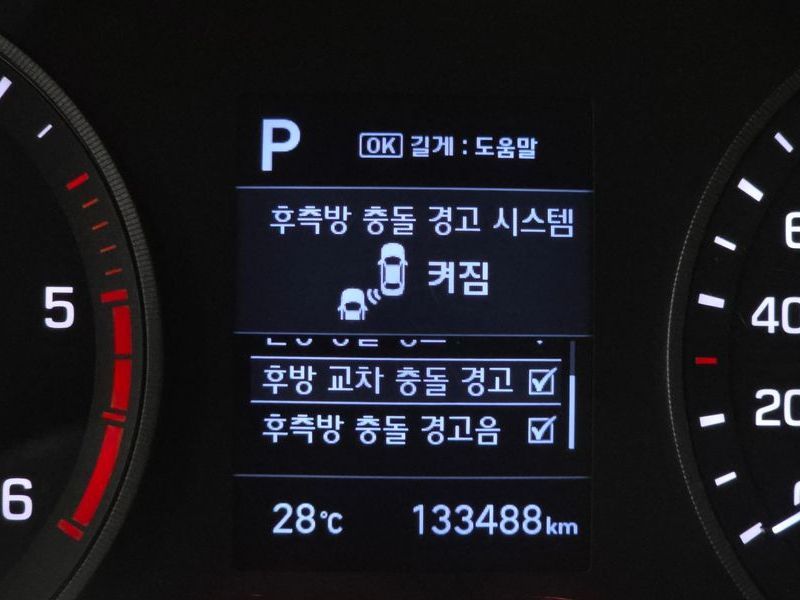 P
OK 길게 : 도움말
후측방 충돌 경고 시스템
켜짐
후방 교차 충돌 경고
후측방 충돌 경고음
28°C 133488km
5
6
40
20